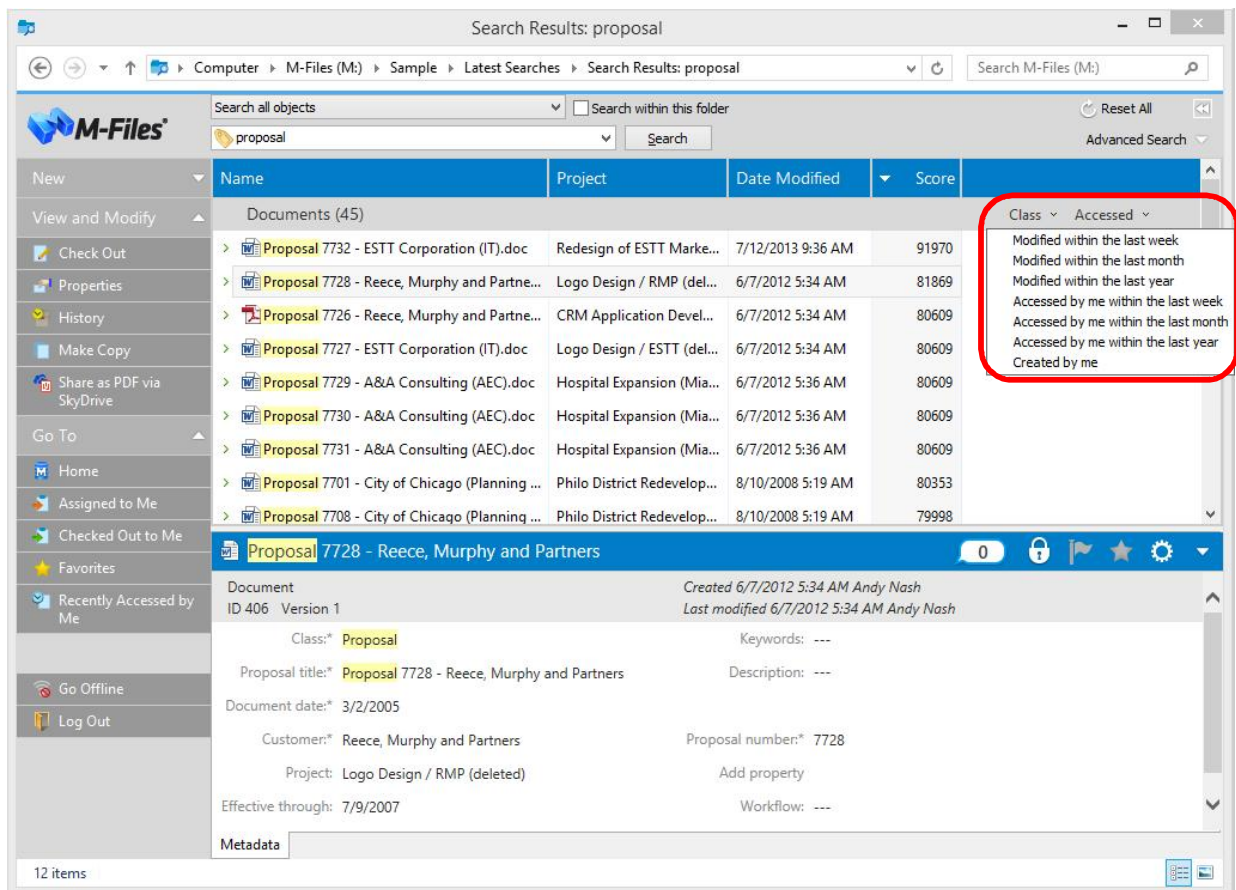 Search Results: proposal
Computer M-Files (M:) Sample Latest Searches Search Results: proposal
Search M-Files (M:)
M-Files
Search all objects
Search within this folder
Reset All
proposal
Search
Advanced Search
New
Name Project Date Modified Score
View and Modify
Documents (45)
Class Accessed
Check Out
Properties
History
Make Copy
Share as PDF via
SkyDrive
Go To
Home
Assigned to Me
Checked Out to Me
Favorites
Recently Accessed by
Me
Go Offline
Log Out
Proposal 7732 - ESTT Corporation (IT).doc Redesign of ESTT Marke... 7/12/2013 9:36 AM 91970
Proposal 7728 - Reece, Murphy and Partne... Logo Design / RMP (del... 6/7/2012 5:34 AM 81869
Proposal 7726 - Reece, Murphy and Partne... CRM Application Devel... 6/7/2012 5:34 AM 80609
Proposal 7727 - ESTT Corporation (IT).doc Logo Design / ESTT (del... 6/7/2012 5:34 AM 80609
Proposal 7729 - A&A Consulting (AEC).doc Hospital Expansion (Mia... 6/7/2012 5:36 AM 80609
Proposal 7730 - A&A Consulting (AEC).doc Hospital Expansion (Mia... 6/7/2012 5:36 AM 80609
Proposal 7731 - A&A Consulting (AEC).doc Hospital Expansion (Mia... 6/7/2012 5:36 AM 80609
Proposal 7701 - City of Chicago (Planning ... Philo District Redevelop... 8/10/2008 5:19 AM 80353
Proposal 7708 - City of Chicago (Planning ... Philo District Redevelop... 8/10/2008 5:19 AM 79998
Modified within the last week
Modified within the last month
Modified within the last year
Accessed by me within the last week
Accessed by me within the last month
Accessed by me within the last year
Created by me
Proposal 7728 - Reece, Murphy and Partners
0
Document
ID 406 Version 1
Created 6/7/2012 5:34 AM Andy Nash
Last modified 6/7/2012 5:34 AM Andy Nash
Class:* Proposal
Keywords: ---
Proposal title:* Proposal 7728 - Reece, Murphy and Partners
Description: ---
Document date:* 3/2/2005
Customer:* Reece, Murphy and Partners
Proposal number:* 7728
Project: Logo Design / RMP (deleted)
Add property
Effective through: 7/9/2007
Workflow: ---
Metadata
12 items